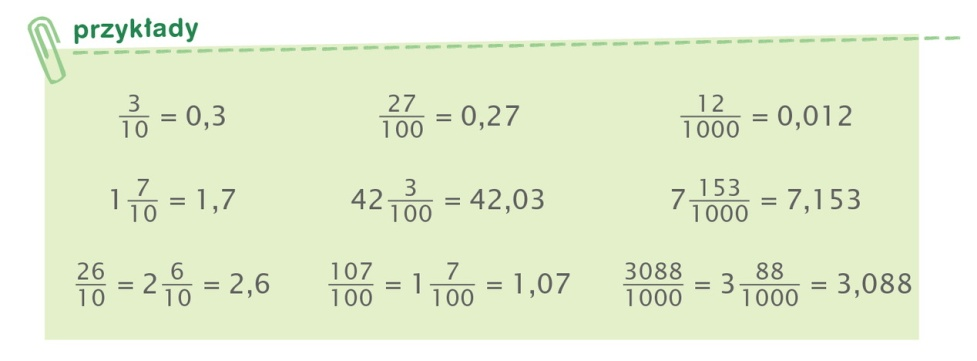 przykłady
3/10 = 0,3    27/100 = 0,27    12/1000 = 0,012
1 7/10 = 1,7    42 3/100 = 42,03    7 153/1000 = 7,153
26/10 = 2 6/10 = 2,6    107/100 = 1 7/100 = 1,07    3088/1000 = 3 88/1000 = 3,088